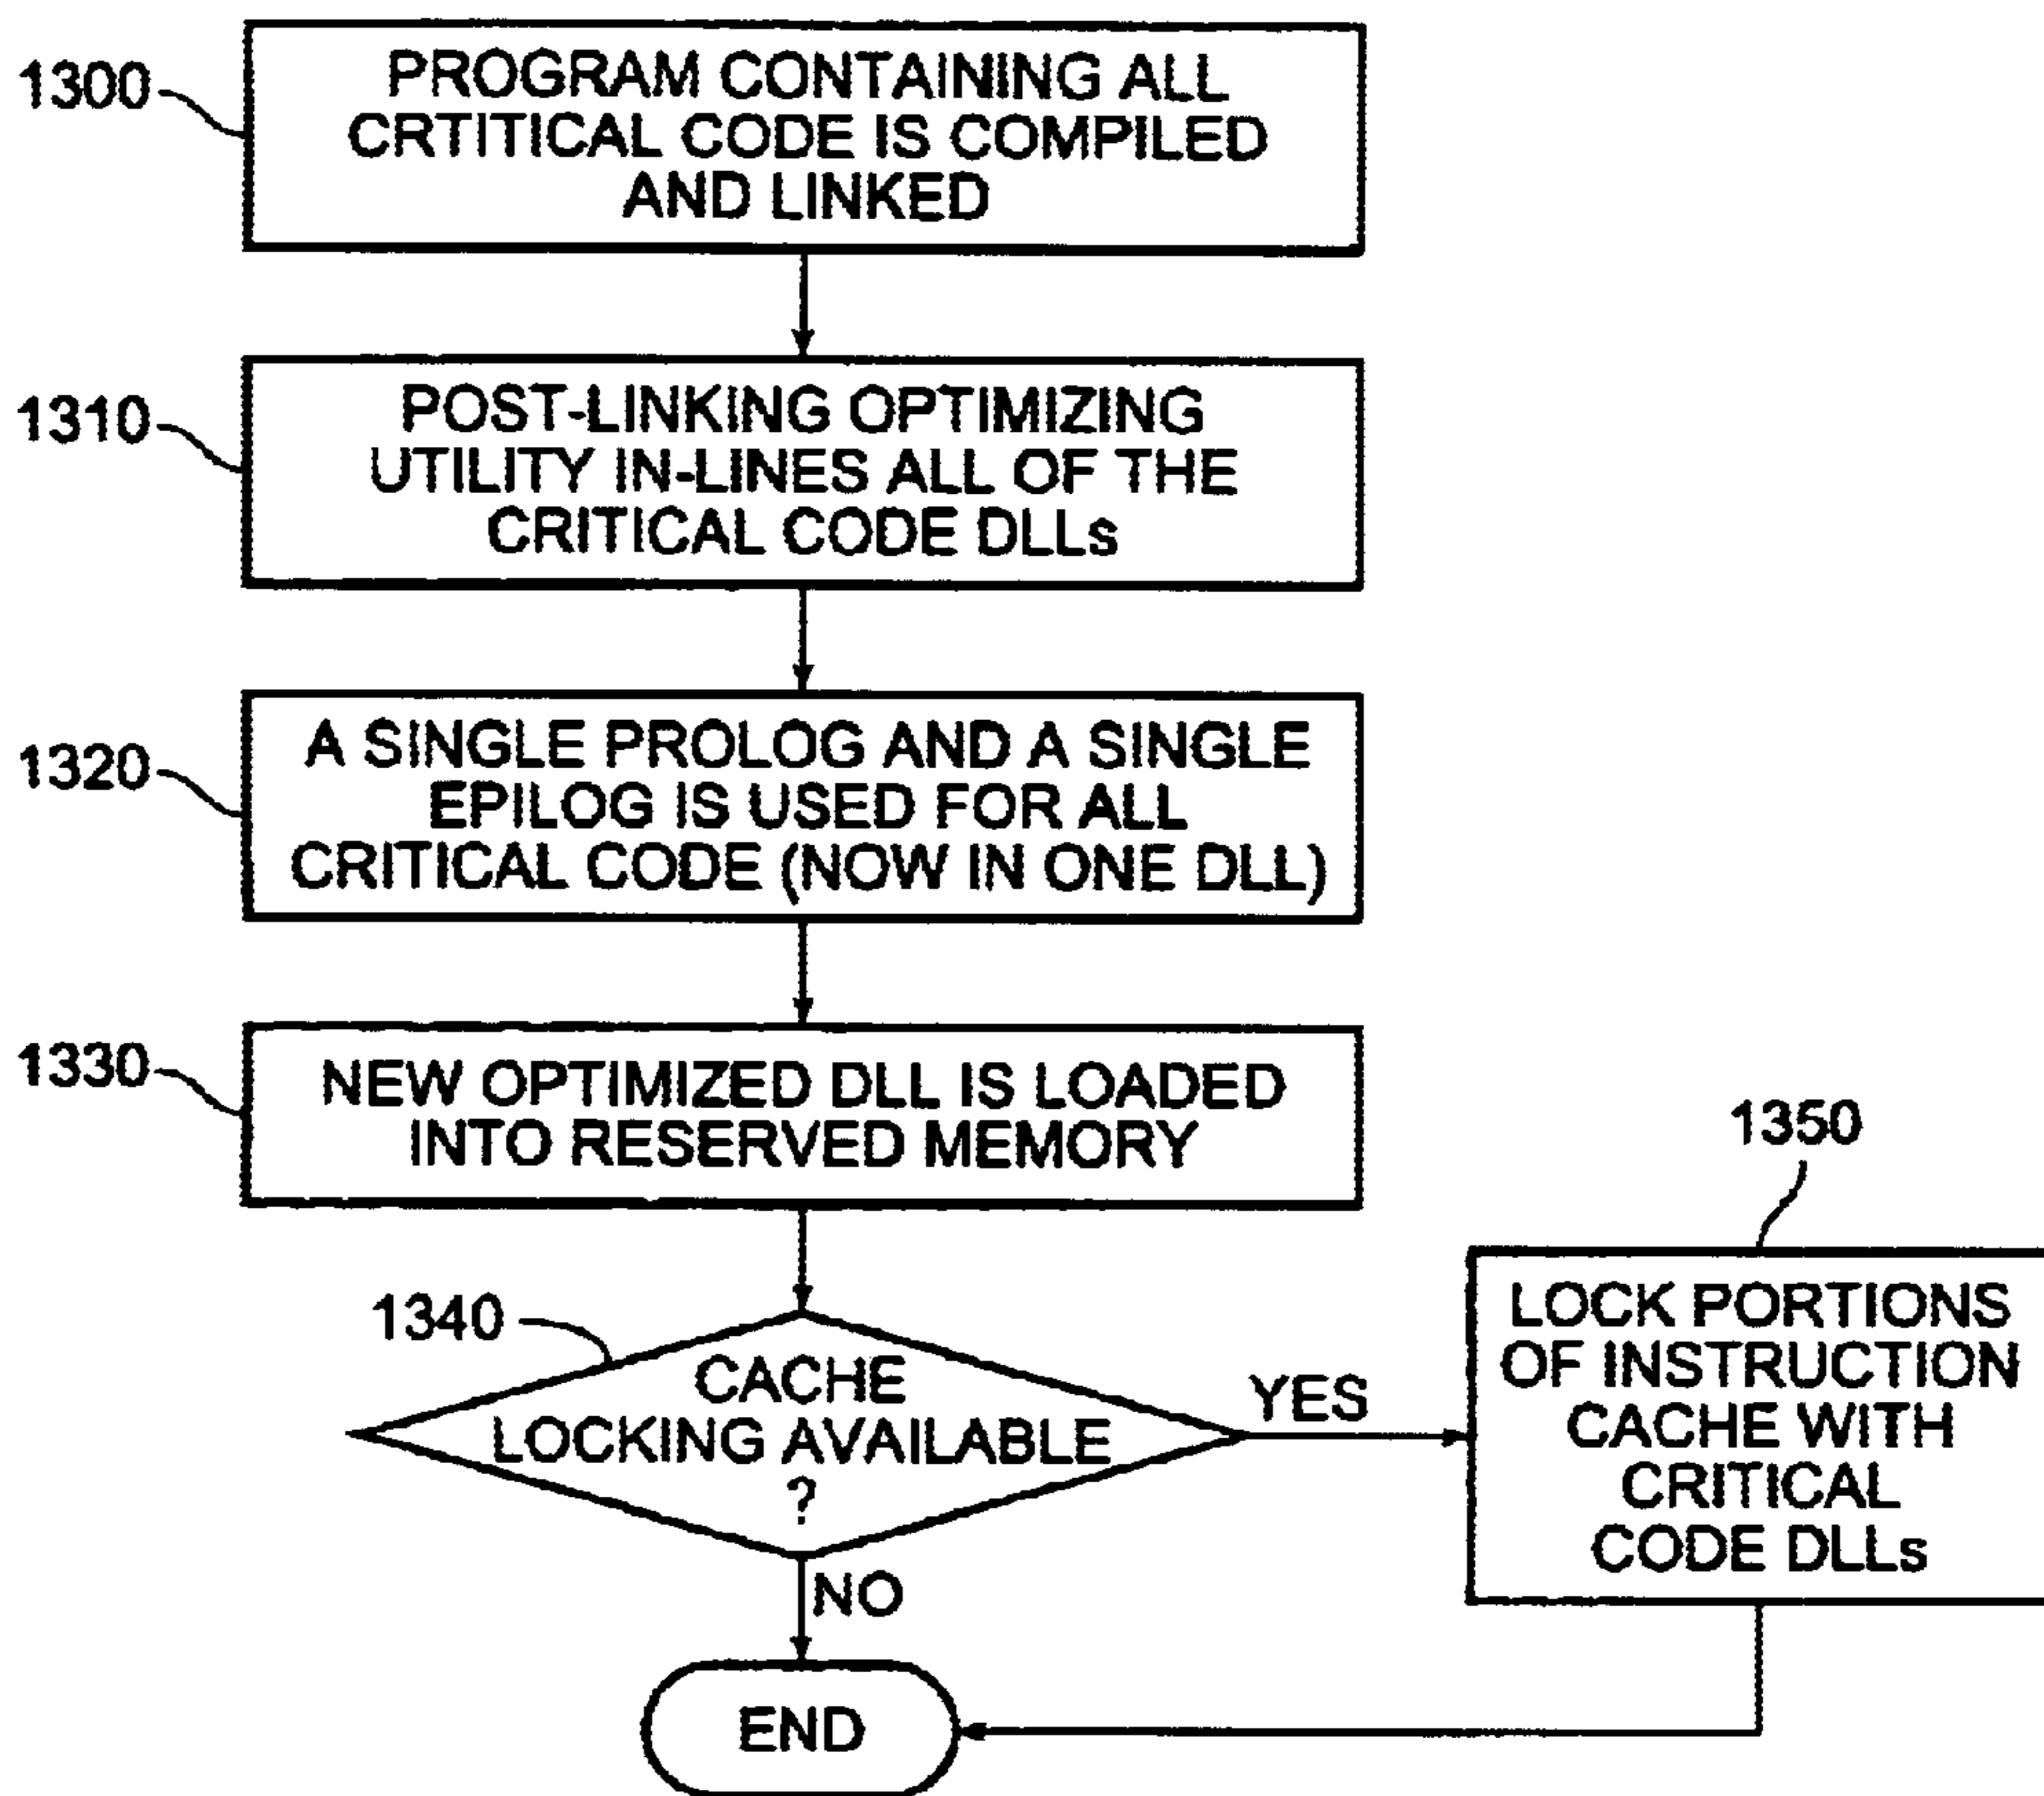 1300
PROGRAM CONTAINING ALL
CRTITICAL CODE IS COMPILED
AND LINKED
1310
POST-LINKING OPTIMIZING
UTILITY IN-LINES ALL OF THE
CRITICAL CODE DLLs
1320
A SINGLE PROLOG AND A SINGLE
EPILOG IS USED FOR ALL
CRITICAL CODE (NOW IN ONE DLL)
1330
NEW OPTIMIZED DLL IS LOADED
INTO RESERVED MEMORY
1340
CACHE
LOCKING AVAILABLE
?
YES
1350
LOCK PORTIONS
OF INSTRUCTION
CACHE WITH
CRITICAL
CODE DLLs
NO
END